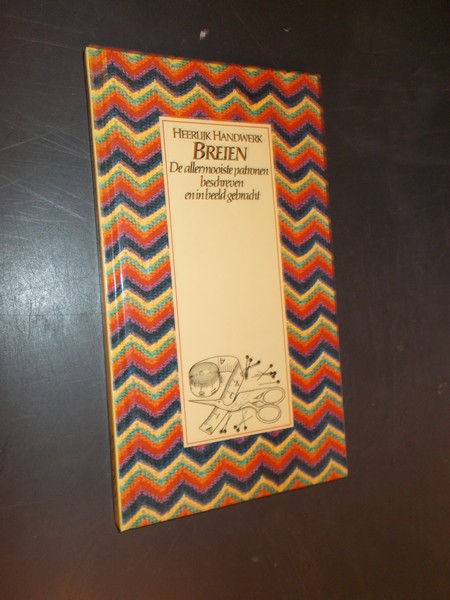 HEERLIJK HANDWERK
BREIEN
De allermooiste patronen
beschreven
en in beeld gebracht